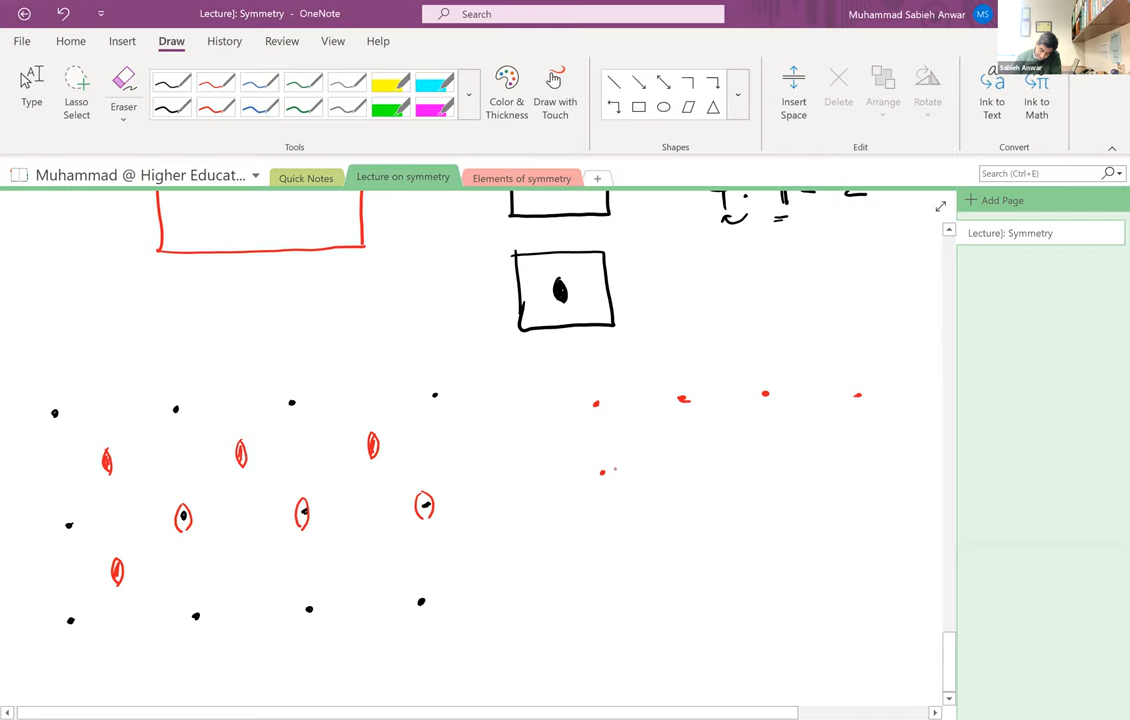 Lecture]: Symmetry - OneNote
Search
Muhammad Sabieh Anwar
MS
File Home Insert Draw History Review View Help
Sabieh Anwar
Type
Lasso Select
Eraser
Color & Thickness
Draw with Touch
Insert Space
Delete
Arrange
Rotate
Ink to Text
Ink to Math
Tools
Shapes
Edit
Convert
Muhammad @ Higher Educat...
Quick Notes
Lecture on symmetry
Elements of symmetry
+
Search (Ctrl+E)
Add Page
Lecture]: Symmetry